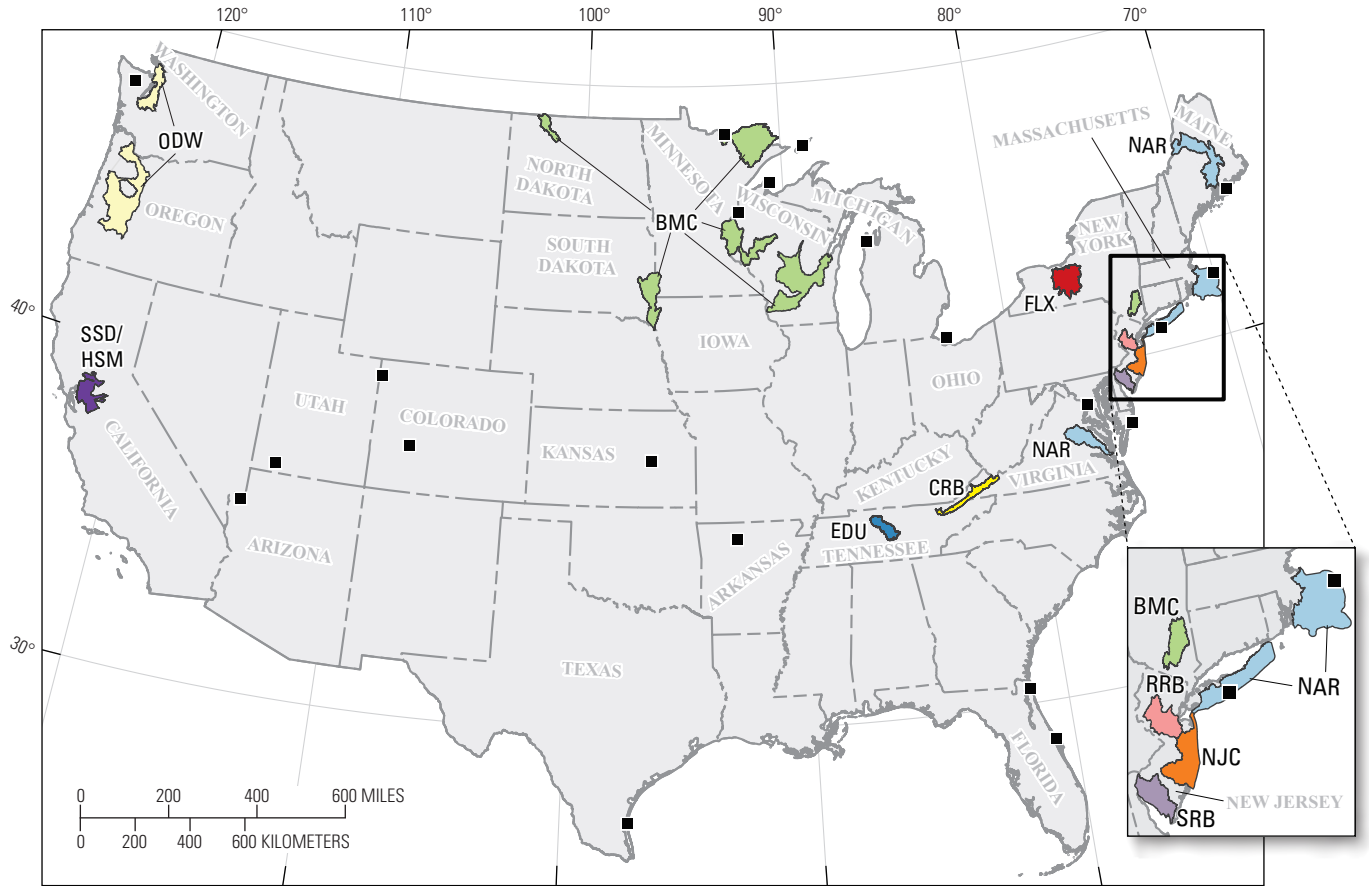 120°
110°
100°
90°
80°
70°
WASHINGTON
ODW
OREGON
NORTH
DAKOTA
MINNESOTA
BMC
WISCONSIN
MICHIGAN
SOUTH
DAKOTA
MASSACHUSETTS
MAINE
NAR
NEW
YORK
FLX
40°
SSD/
HSM
IOWA
OHIO
UTAH
COLORADO
CALIFORNIA
KANSAS
NAR
KENTUCKY
VIRGINIA
CRB
EDU
TENNESSEE
ARIZONA
ARKANSAS
30°
TEXAS
FLORIDA
BMC
RRB
NAR
NJC
NEW JERSEY
SRB
0 200 400 600 MILES
0 200 400 600 KILOMETERS